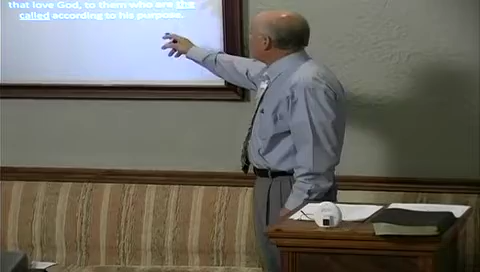 that love God, to them who are the
called according to his purpose.